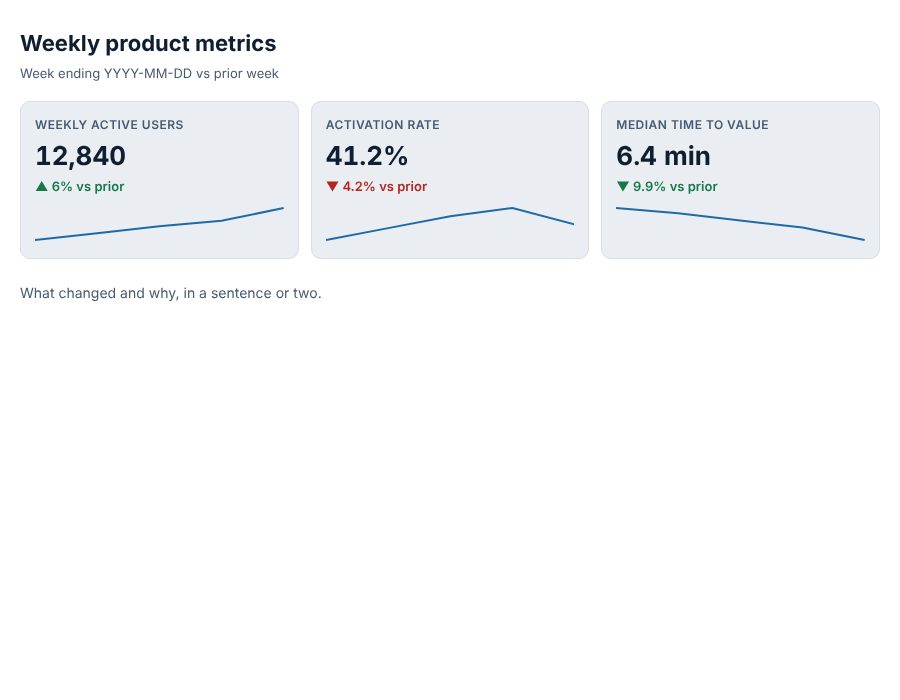 Weekly product metrics
Week ending YYYY-MM-DD vs prior week
WEEKLY ACTIVE USERS
12,840
▲ 6% vs prior
ACTIVATION RATE
41.2%
▼ 4.2% vs prior
MEDIAN TIME TO VALUE
6.4 min
▼ 9.9% vs prior
What changed and why, in a sentence or two.